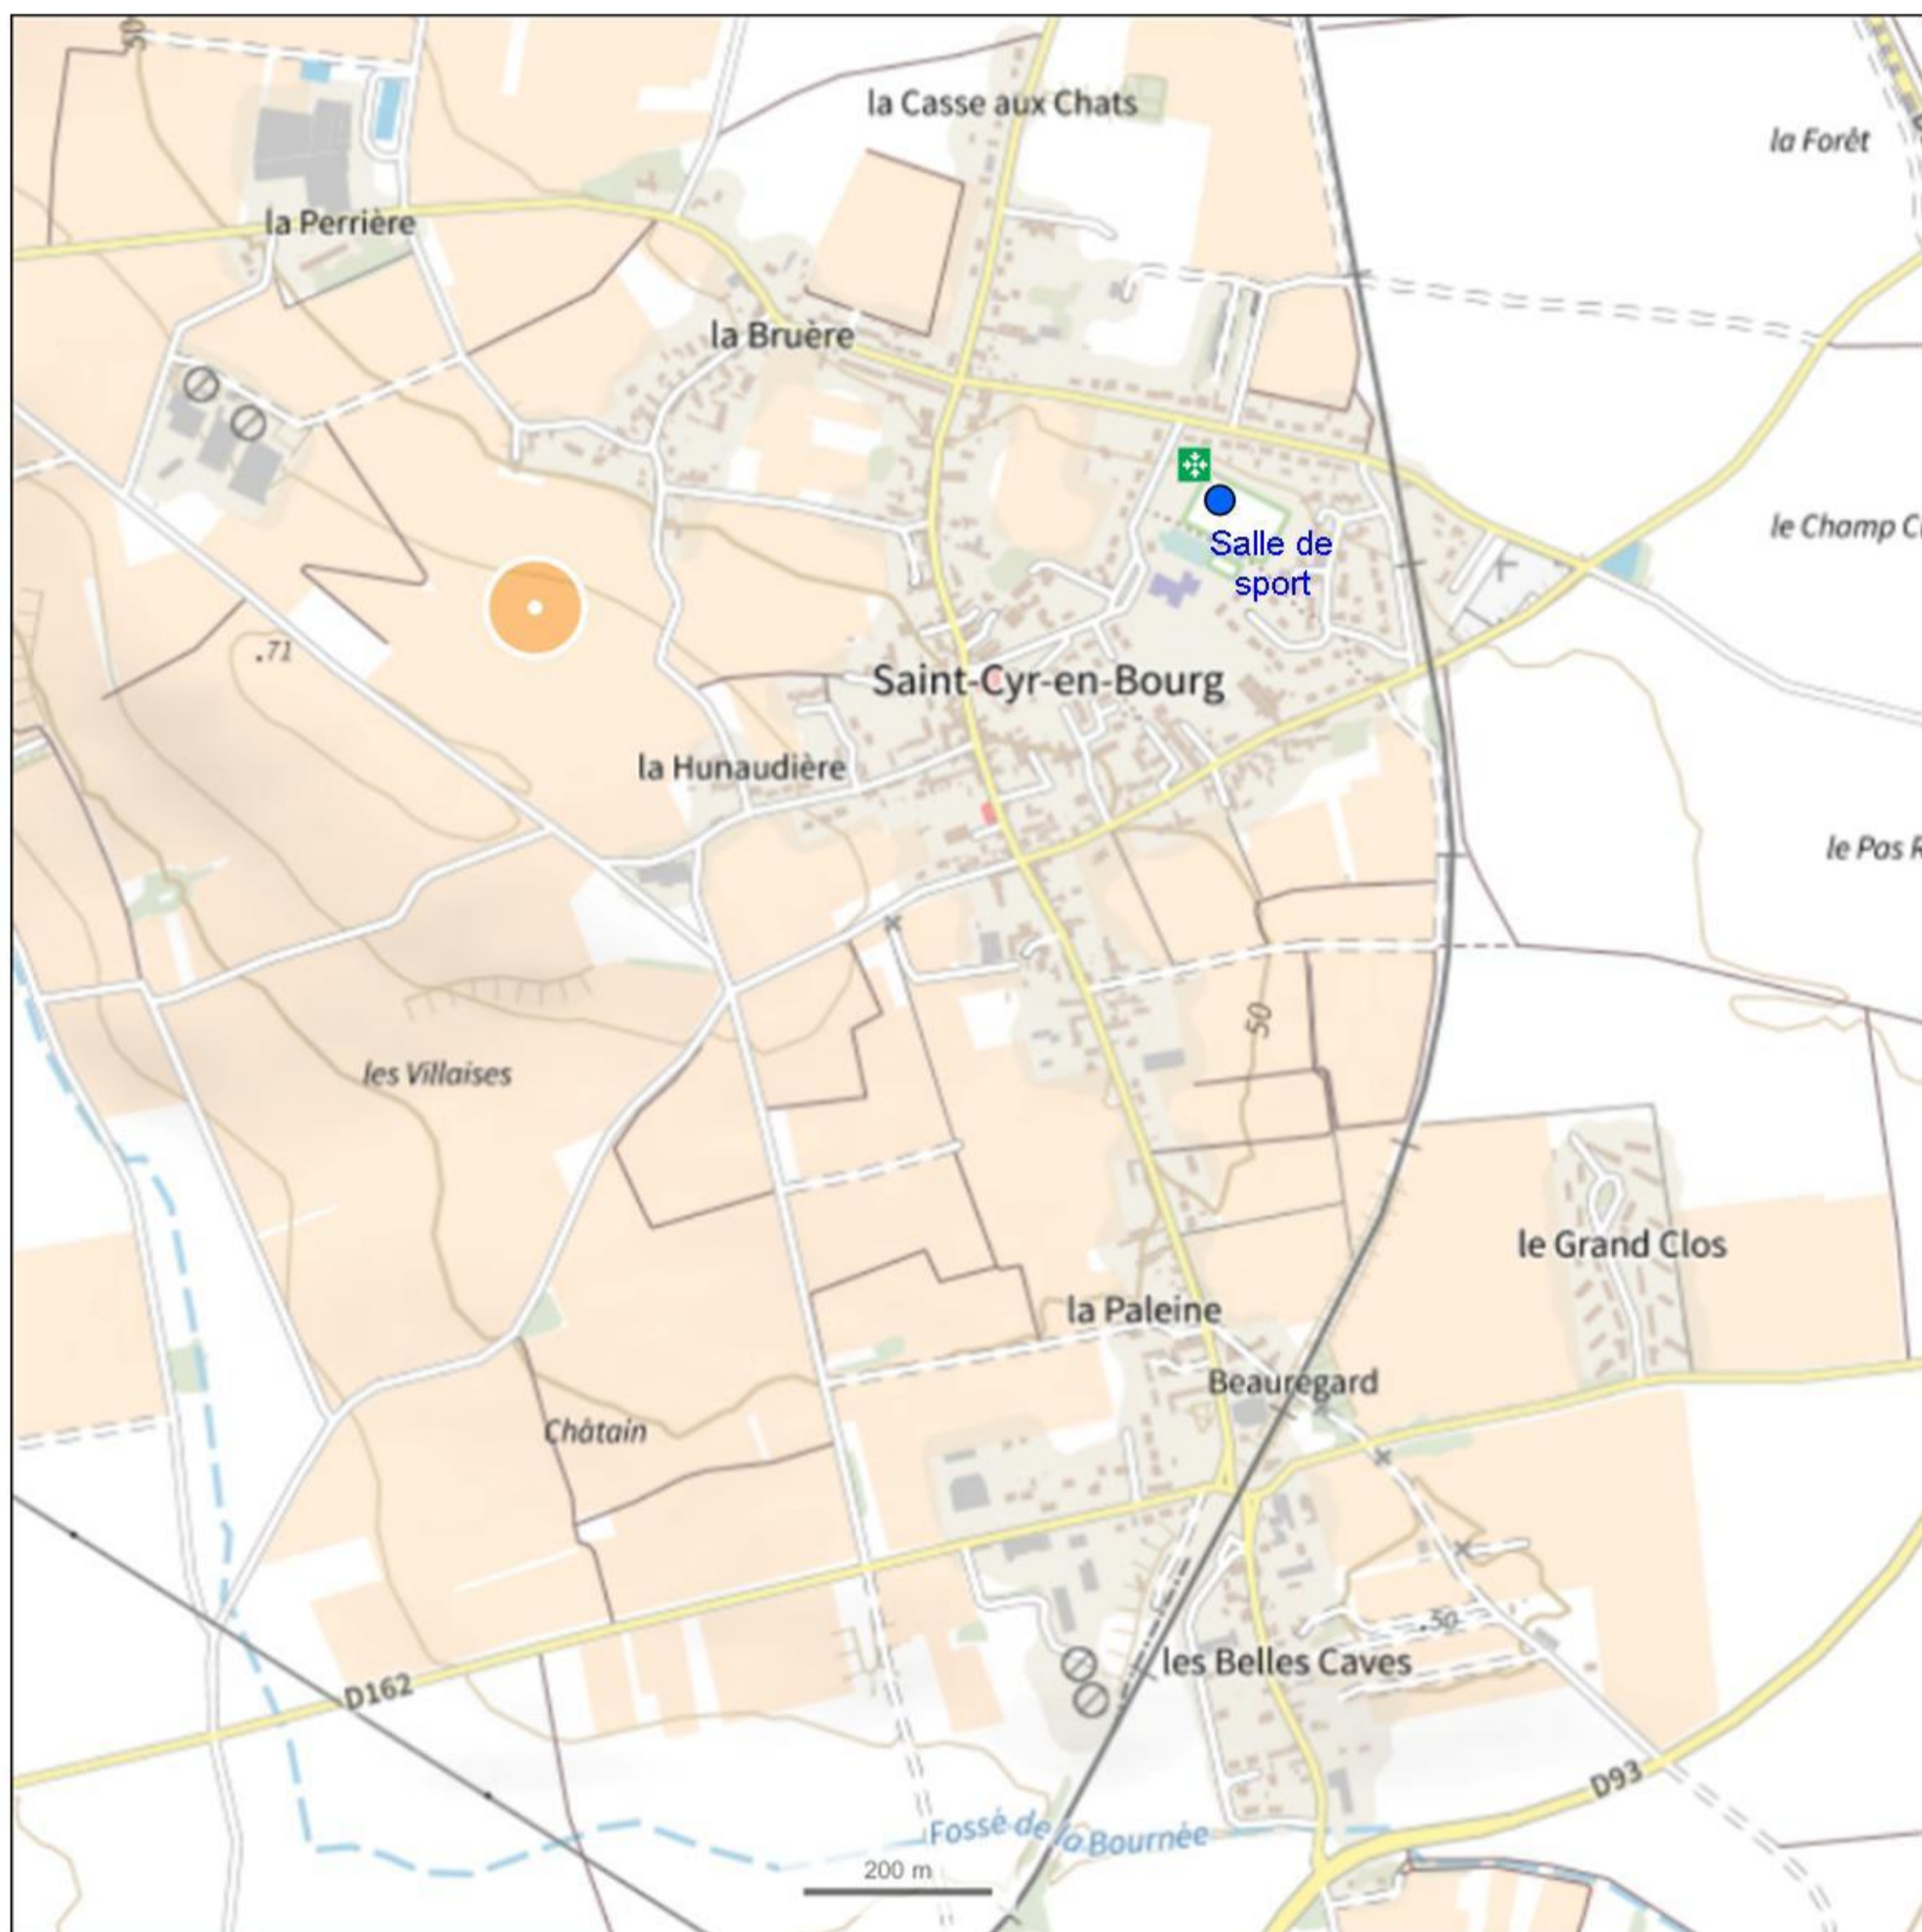 50
la Casse aux Chats
la Forêt
la Perrière
la Bruère
le Champ C
Salle de
sport
.71
Saint-Cyr-en-Bourg
la Hunaudière
le Pas R
50
les Villaises
le Grand Clos
la Paleine
Beauregard
Châtain
.50
les Belles Caves
D162
D93
Fossé de la Bournée
200 m